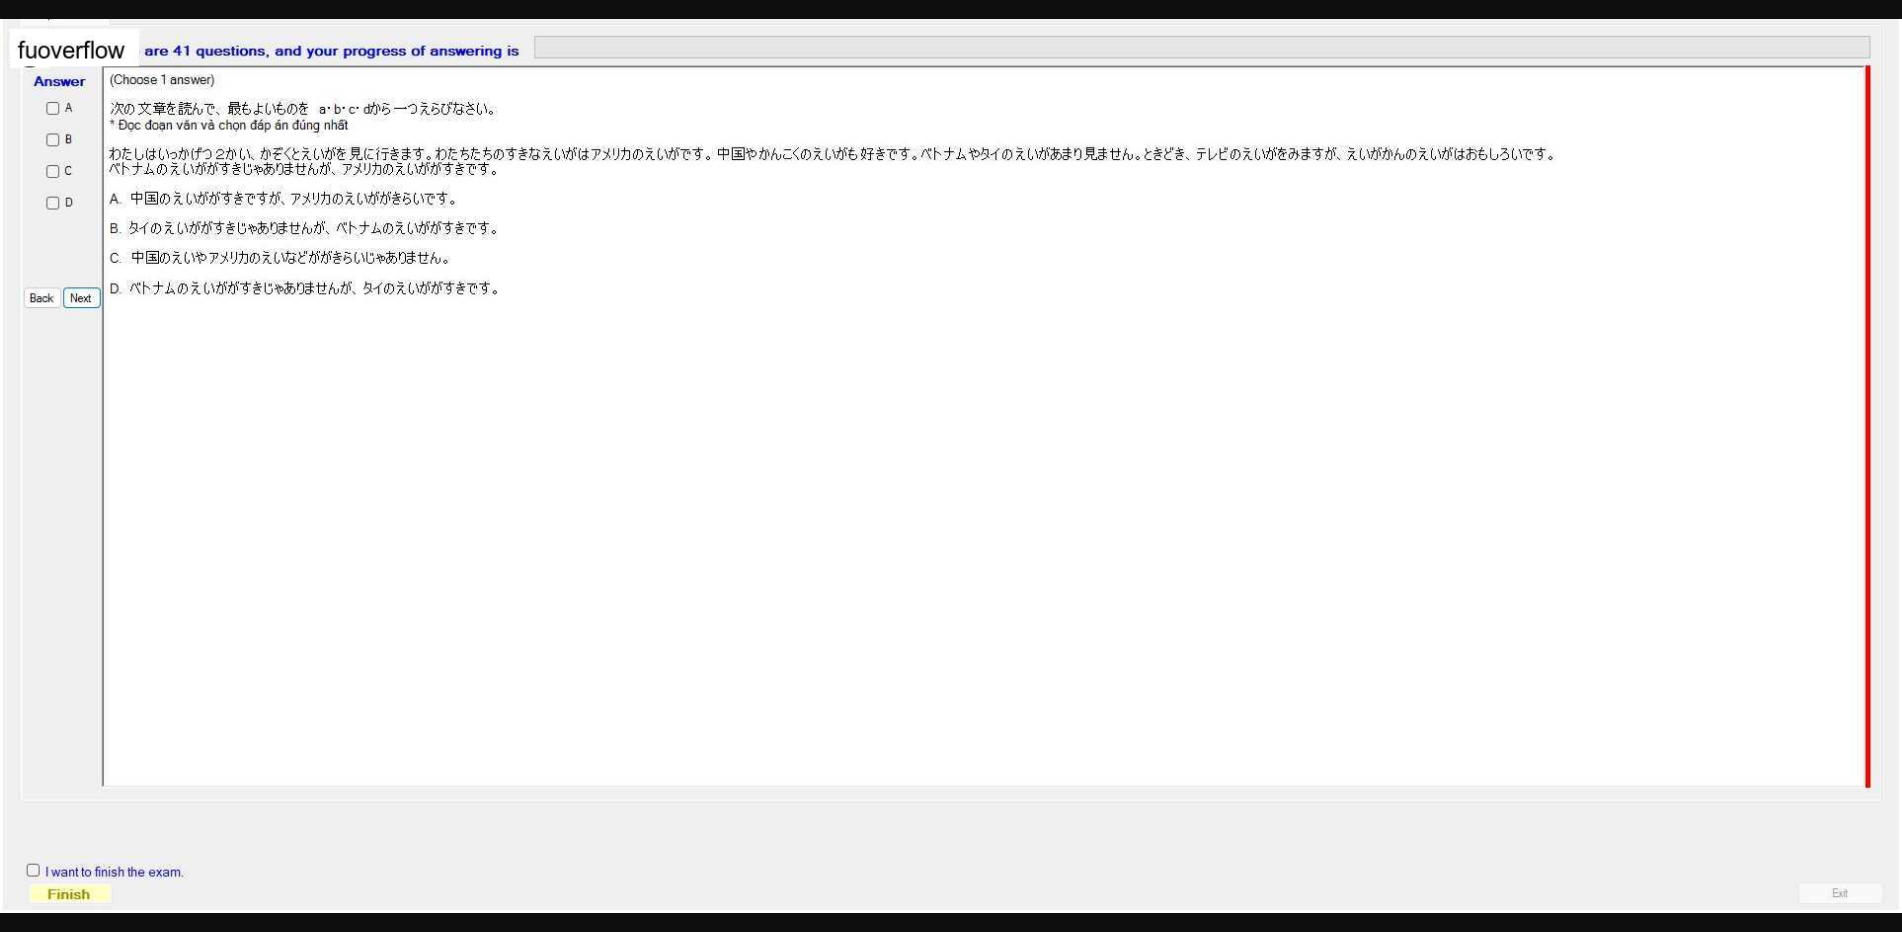 fuoverflow are 41 questions, and your progress of answering is
Answer
(Choose 1 answer)
A
次の文章を読んで、最もよいものを a・b・c・dから一つえらびなさい。
* Đọc đoạn văn và chọn đáp án đúng nhất
B
わたしはいっかげつ２かい、かぞくとえいがを見に行きます。わたちたちのすきなえいがはアメリカのえいがです。中国やかんこくのえいがも好きです。ベトナムやタイのえいがあまり見ません。ときどき、テレビのえいがをみますが、えいがかんのえいがはおもしろいです。
ベトナムのえいががすきじゃありませんが、アメリカのえいががすきです。
C
D
A. 中国のえいががすきですが、アメリカのえいががきらいです。
B. タイのえいががすきじゃありませんが、ベトナムのえいががすきです。
C. 中国のえいやアメリカのえいなどががきらいじゃありません。
D. ベトナムのえいががすきじゃありませんが、タイのえいががすきです。
Back Next
I want to finish the exam.
Finish
Exit